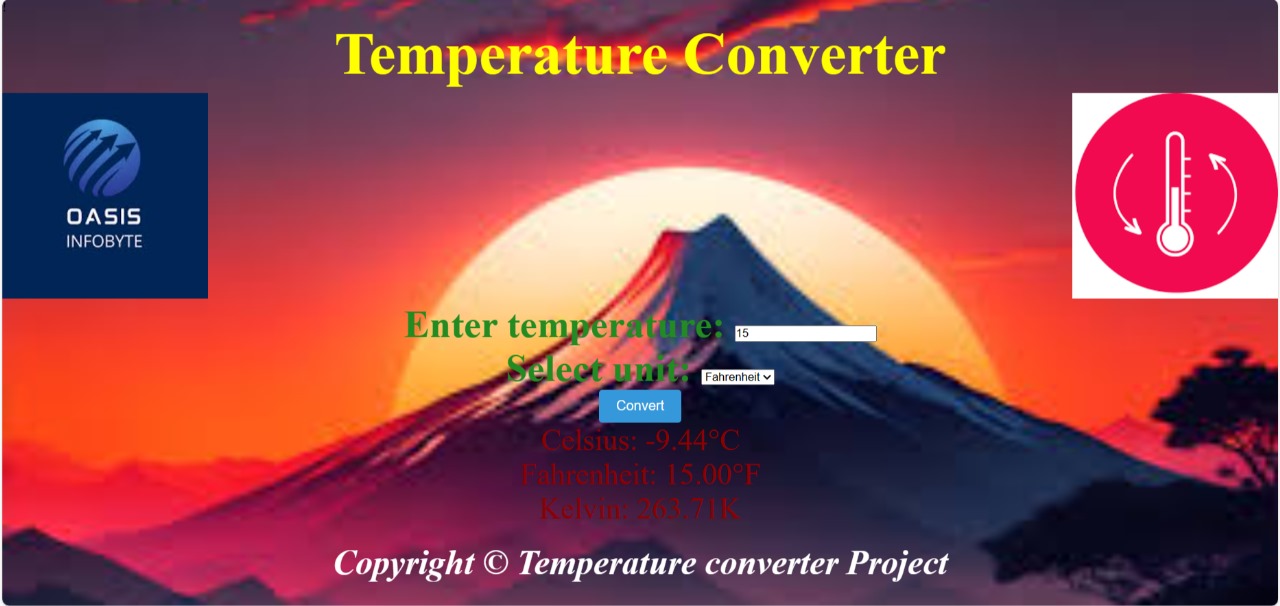 Temperature Converter
OASIS
INFOBYTE
Enter temperature: 15
Select unit: Fahrenheit
Convert
Celsius: -9.44°C
Fahrenheit: 15.00°F
Kelvin: 263.71K
Copyright © Temperature converter Project